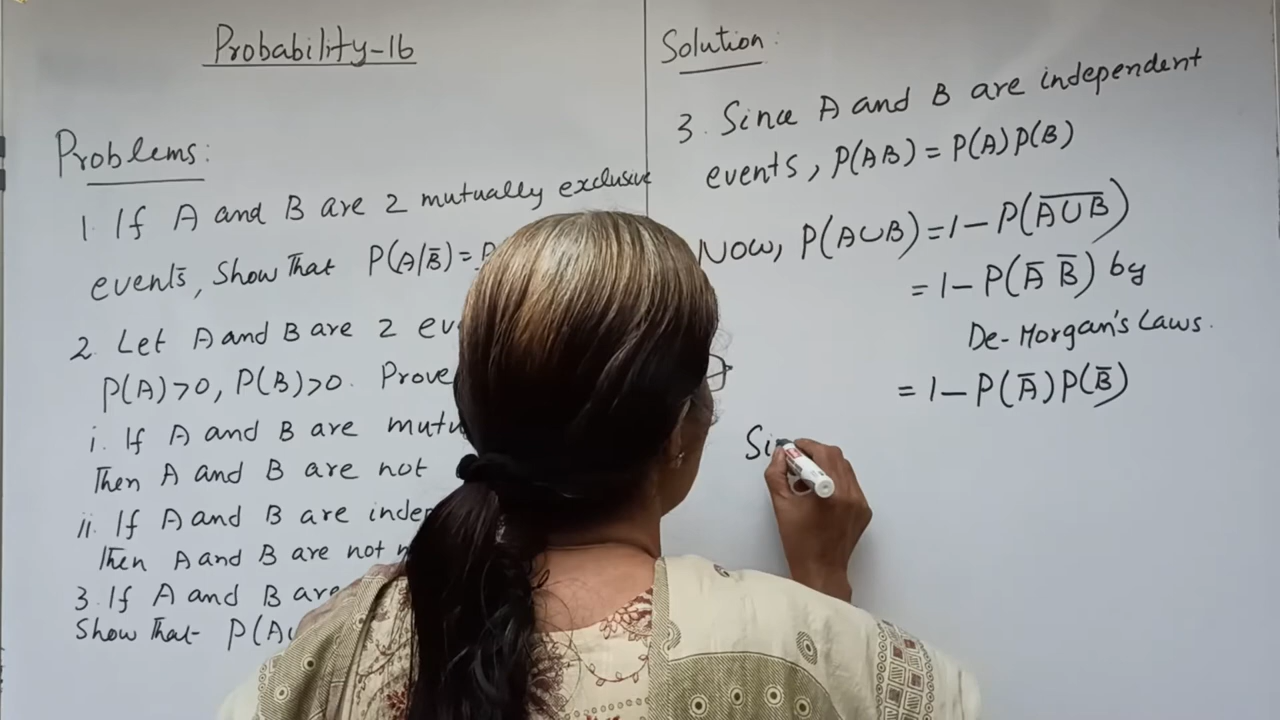 Probability-16
Problems:
1. If A and B are 2 mutually exclusive
events, Show That P(A|B̅)=
2. Let A and B are 2
P(A)>0, P(B)>0. Prove
i. If A and B are
Then A and B are not
ii. If A and B are
Then A and B are not
3. If A and B are
Show That
Solution:
3. Since A and B are independent
events, P(AB) = P(A)P(B)
Now, P(A∪B)=1-P(A̅∪̅B̅)
= 1-P(A̅ B̅) by
De-Morgan's Laws.
= 1-P(A̅)P(B̅)